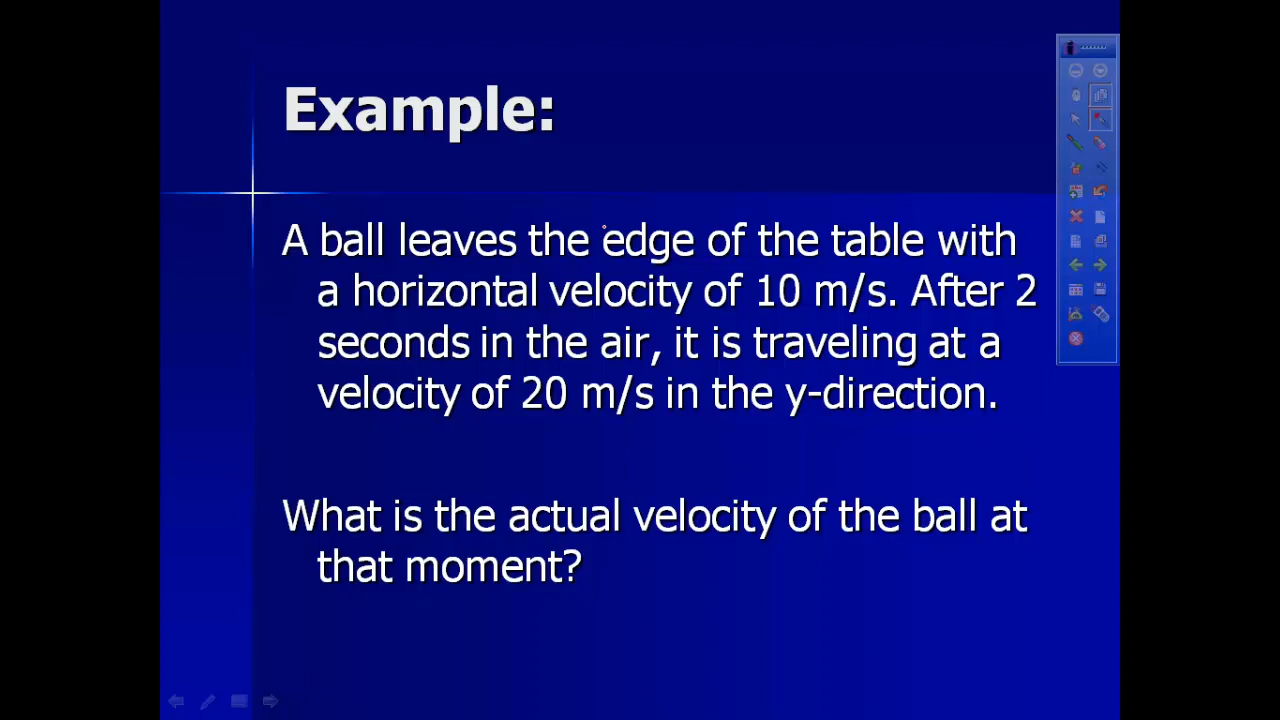 Example:
A ball leaves the edge of the table with
a horizontal velocity of 10 m/s. After 2
seconds in the air, it is traveling at a
velocity of 20 m/s in the y-direction.
What is the actual velocity of the ball at
that moment?